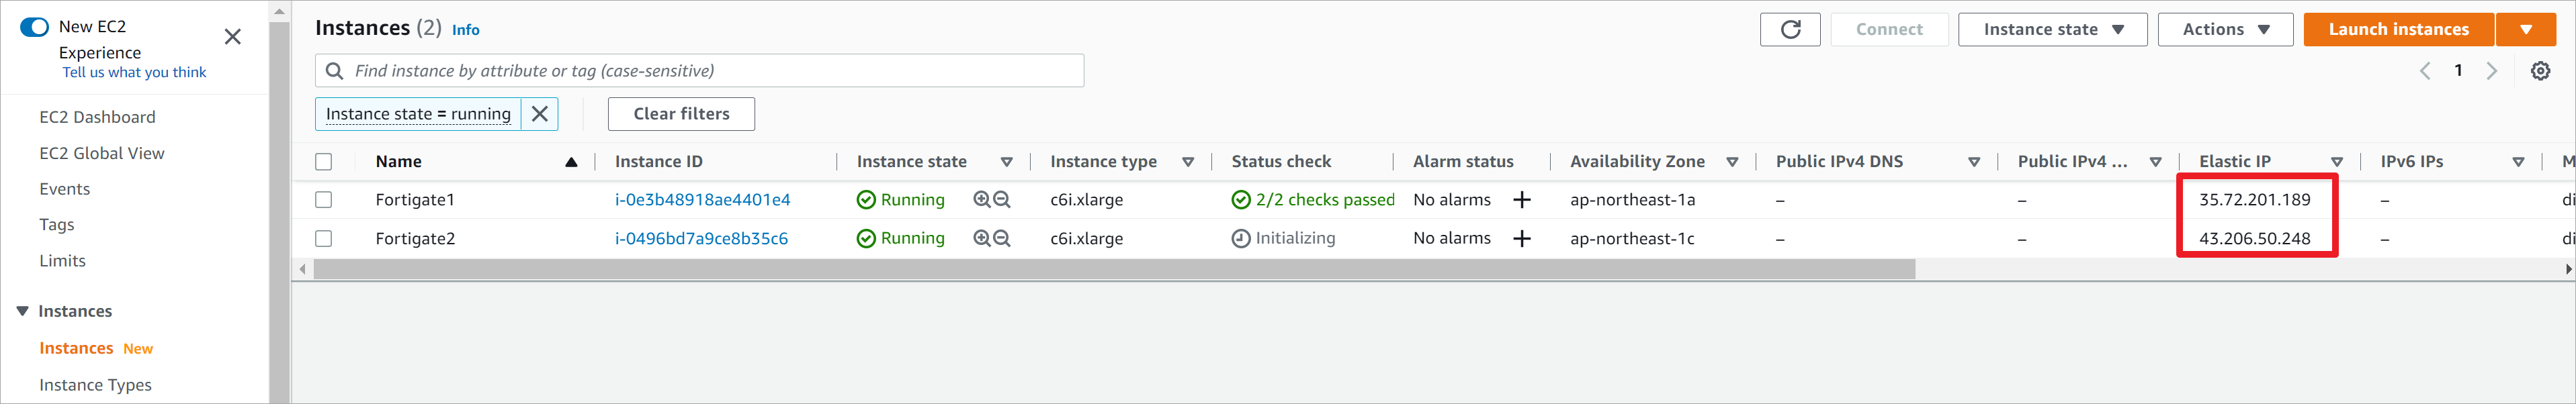 New EC2
Experience
Tell us what you think
EC2 Dashboard
EC2 Global View
Events
Tags
Limits
Instances
Instances New
Instance Types
Instances (2) Info
Connect Instance state Actions Launch instances
Find instance by attribute or tag (case-sensitive)
1
Instance state = running Clear filters
Name Instance ID Instance state Instance type Status check Alarm status Availability Zone Public IPv4 DNS Public IPv4 ... Elastic IP IPv6 IPs M
Fortigate1 i-0e3b48918ae4401e4 Running c6i.xlarge 2/2 checks passed No alarms + ap-northeast-1a – – 35.72.201.189 – di
Fortigate2 i-0496bd7a9ce8b35c6 Running c6i.xlarge Initializing No alarms + ap-northeast-1c – – 43.206.50.248 – di